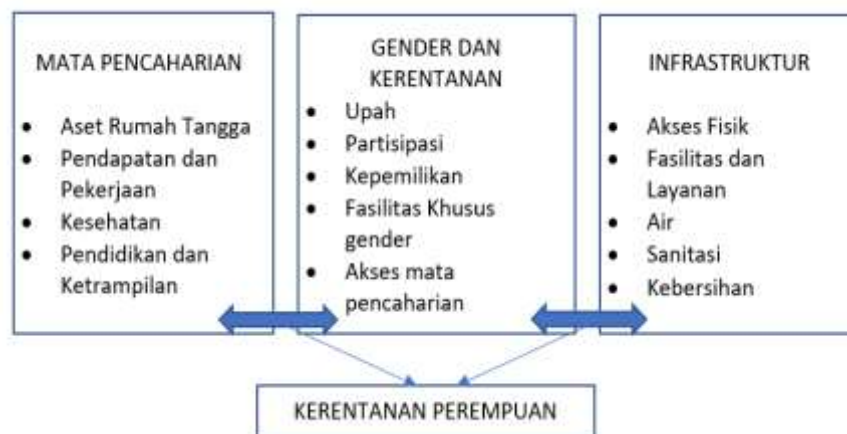 MATA PENCAHARIAN
• Aset Rumah Tangga
• Pendapatan dan
Pekerjaan
• Kesehatan
• Pendidikan dan
Ketrampilan
GENDER DAN
KERENTANAN
• Upah
• Partisipasi
• Kepemilikan
• Fasilitas Khusus
gender
• Akses mata
pencaharian
INFRASTRUKTUR
• Akses Fisik
• Fasilitas dan
Layanan
• Air
• Sanitasi
• Kebersihan
KERENTANAN PEREMPUAN